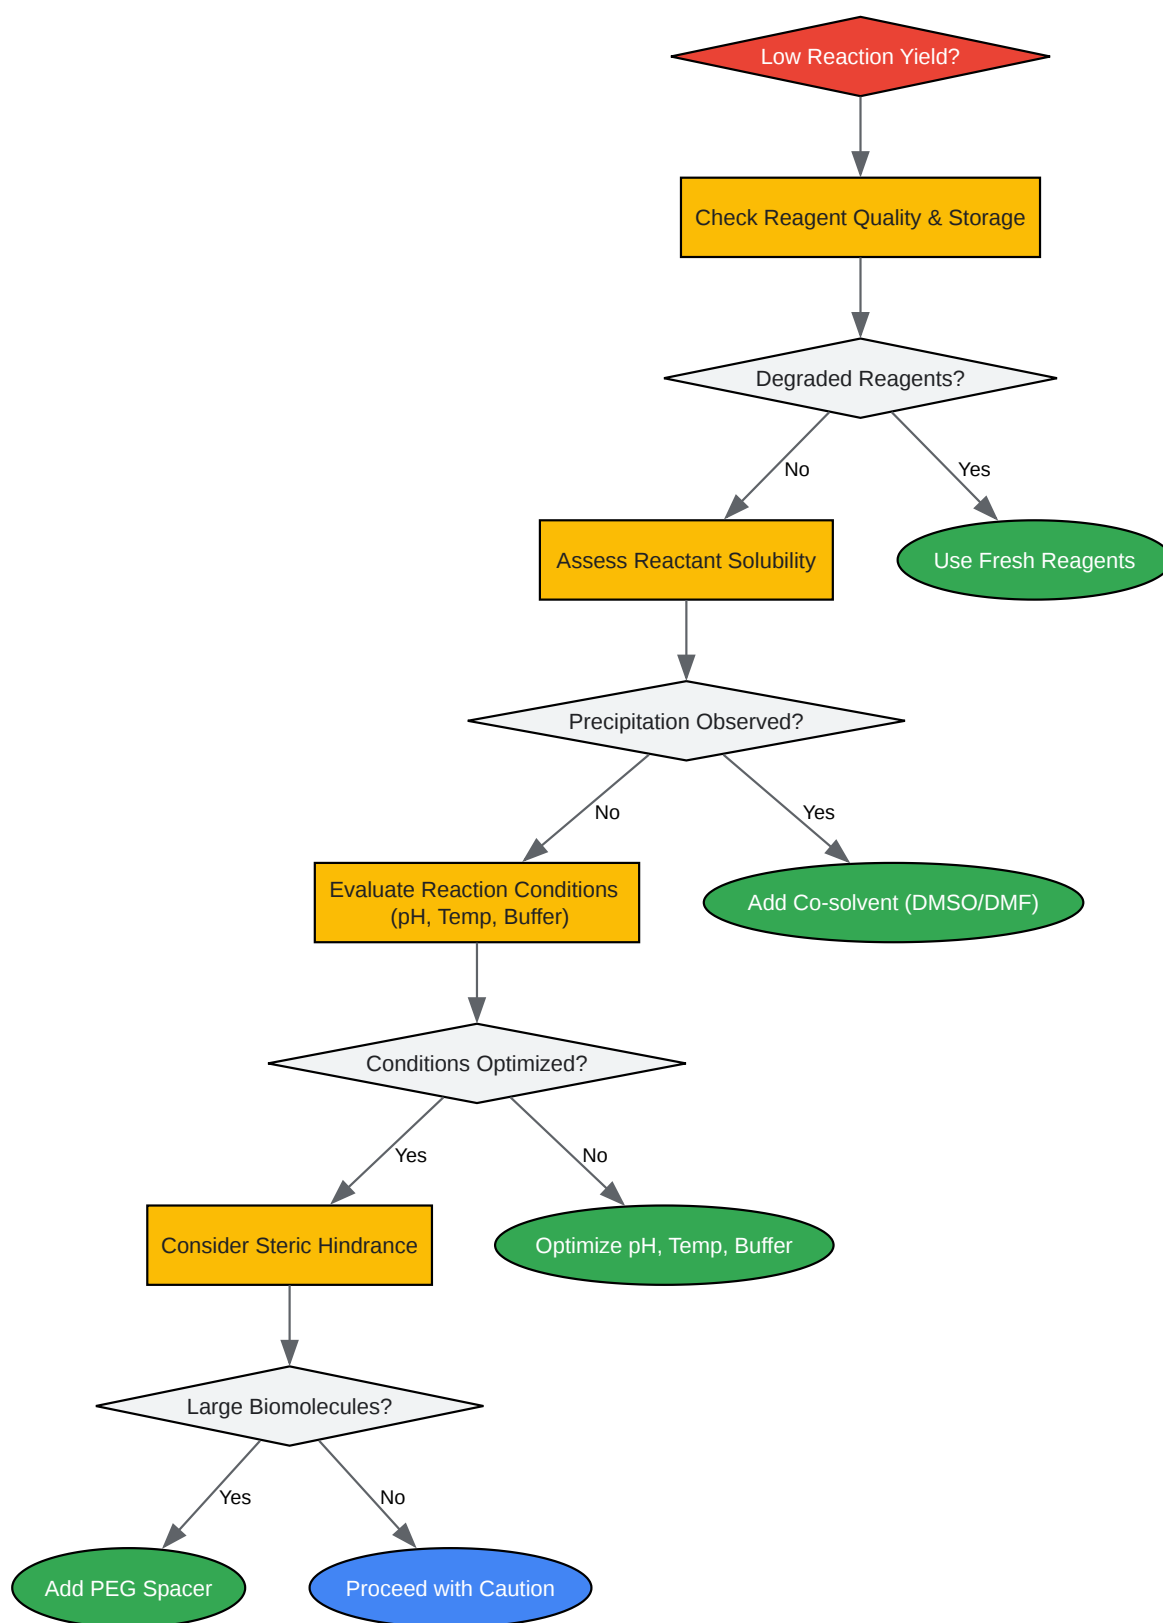 Low Reaction Yield?
Check Reagent Quality & Storage
Degraded Reagents?
No
Yes
Assess Reactant Solubility
Use Fresh Reagents
Precipitation Observed?
No
Yes
Evaluate Reaction Conditions
(pH, Temp, Buffer)
Add Co-solvent (DMSO/DMF)
Conditions Optimized?
Yes
No
Consider Steric Hindrance
Optimize pH, Temp, Buffer
Large Biomolecules?
Yes
No
Add PEG Spacer
Proceed with Caution